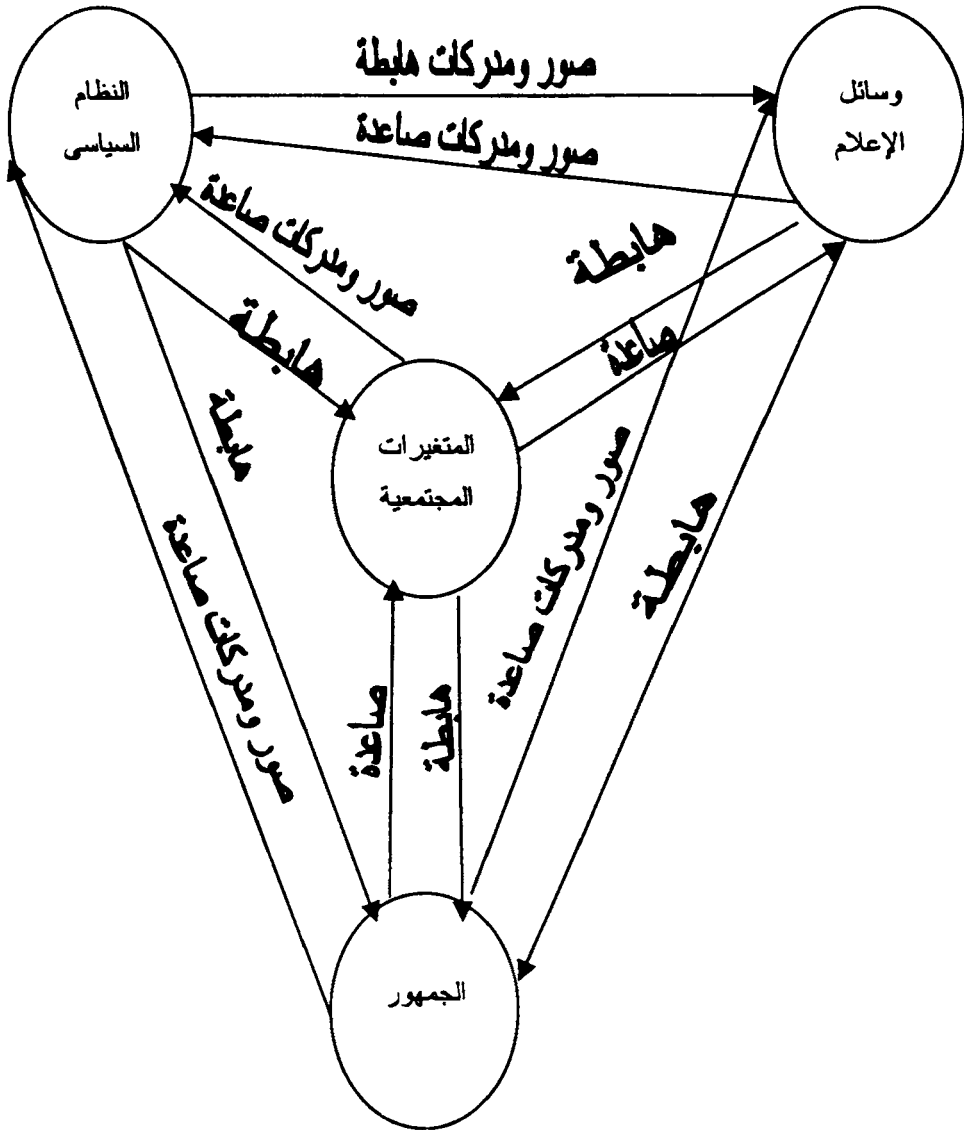 صور ومدركات هابطة
وسائل
الإعلام
النظام
السياسى
صور ومدركات صاعدة
صور ومدركات صاعدة
هابطة
هابطة
صاعدة
هابطة
المتغيرات
المجتمعية
صور ومدركات صاعدة
هابطة
صور ومدركات صاعدة
صاعدة
هابطة
الجمهور